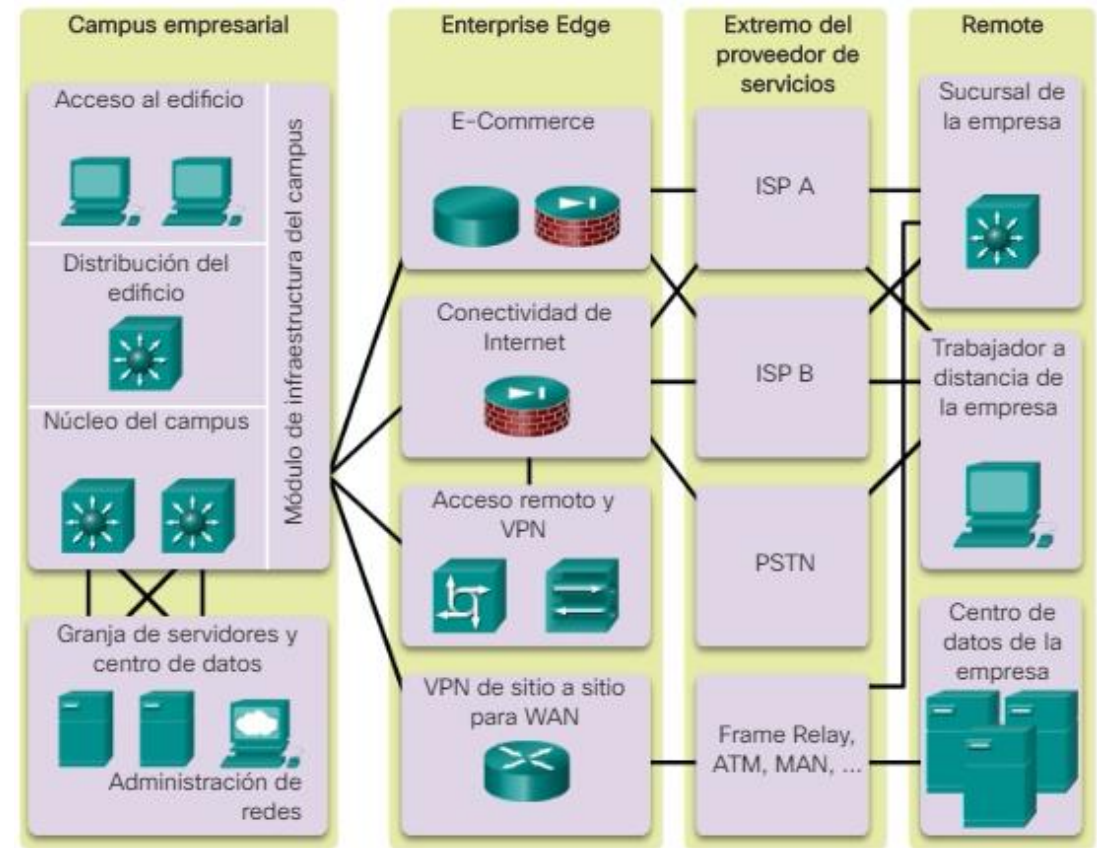 Campus empresarial
Acceso al edificio
Distribución del
edificio
Núcleo del campus
Módulo de infraestructura del campus
Granja de servidores y
centro de datos
Administración de
redes
Enterprise Edge
E-Commerce
Conectividad de
Internet
Acceso remoto y
VPN
VPN de sitio a sitio
para WAN
Extremo del
proveedor de
servicios
ISP A
ISP B
PSTN
Frame Relay,
ATM, MAN, ...
Remote
Sucursal de
la empresa
Trabajador a
distancia de
la empresa
Centro de
datos de la
empresa